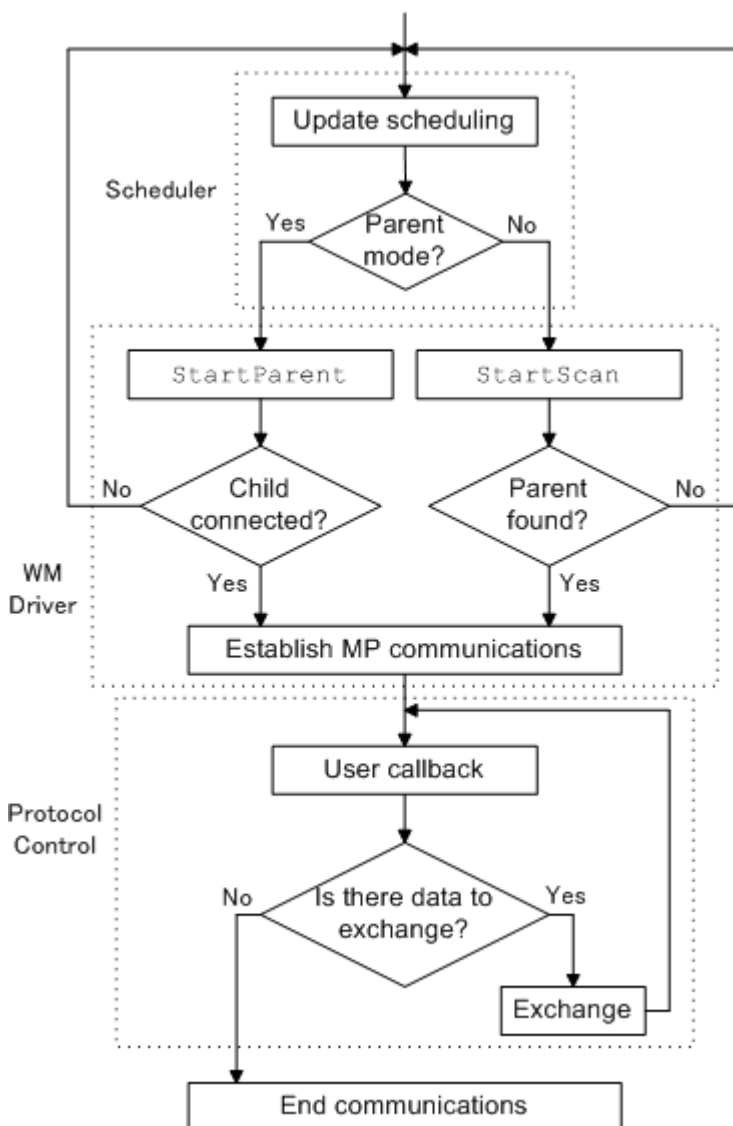 Update scheduling
Scheduler
Yes
Parent
mode?
No
StartParent
StartScan
No
Child
connected?
Parent
found?
No
Yes
Yes
WM
Driver
Establish MP communications
User callback
Protocol
Control
No
Is there data to
exchange?
Yes
Exchange
End communications